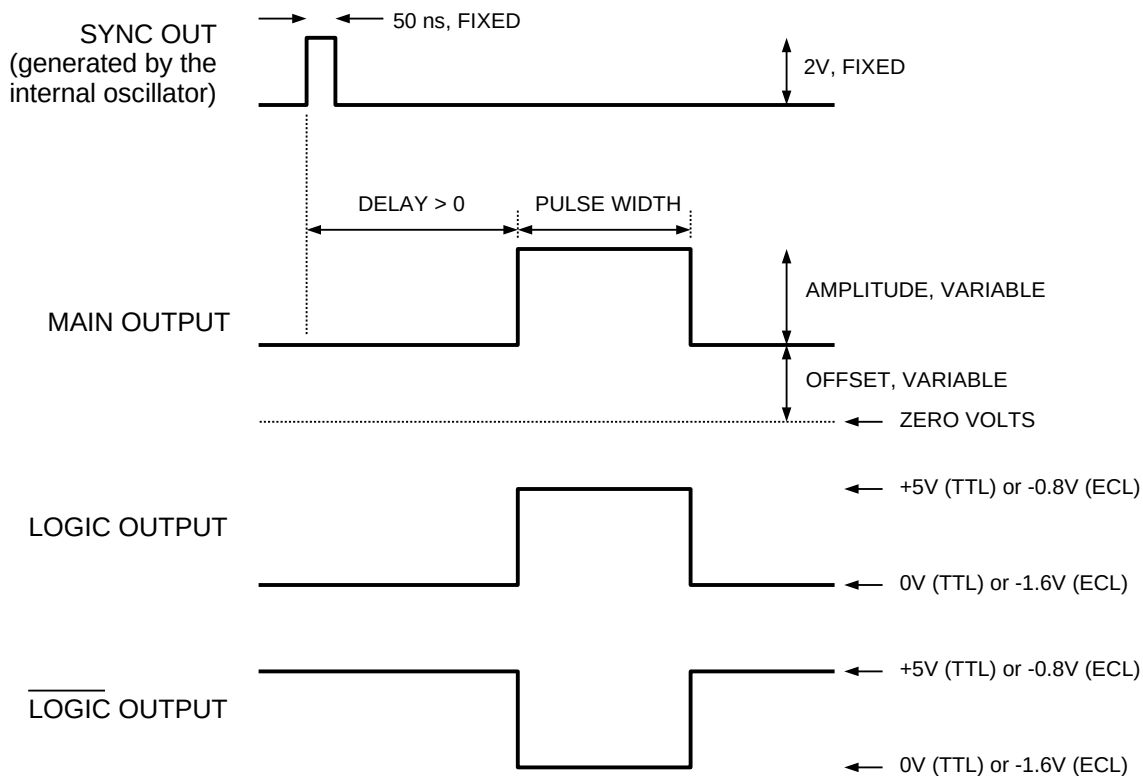 50 ns, FIXED
SYNC OUT
(generated by the
internal oscillator)
2V, FIXED
DELAY > 0
PULSE WIDTH
AMPLITUDE, VARIABLE
MAIN OUTPUT
OFFSET, VARIABLE
ZERO VOLTS
+5V (TTL) or -0.8V (ECL)
LOGIC OUTPUT
0V (TTL) or -1.6V (ECL)
+5V (TTL) or -0.8V (ECL)
LOGIC OUTPUT
0V (TTL) or -1.6V (ECL)